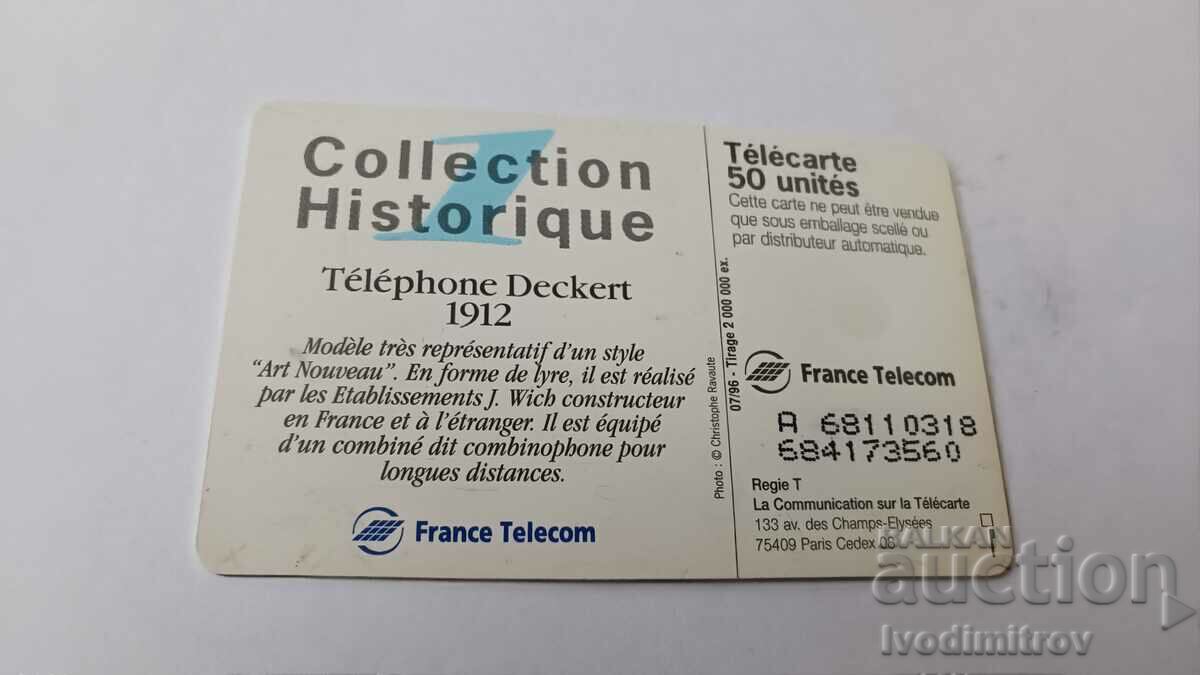 1
Collection
Historique
Téléphone Deckert
1912
Modèle très représentatif d'un style
"Art Nouveau". En forme de lyre, il est réalisé
par les Etablissements J. Wich constructeur
en France et à l'étranger. Il est équipé
d'un combiné dit combinophone pour
longues distances.
France Telecom
Photo : © Christophe Ravaute
07/96 - Tirage 2 000 000 ex.
Télécarte
50 unités
Cette carte ne peut être vendue
que sous emballage scellé ou
par distributeur automatique.
France Telecom
A 68110318
684173560
Regie T
La Communication sur la Télécarte
133 av. des Champs-Elysées
75409 Paris Cedex 08
BALKAN
auction
Ivodimitrov